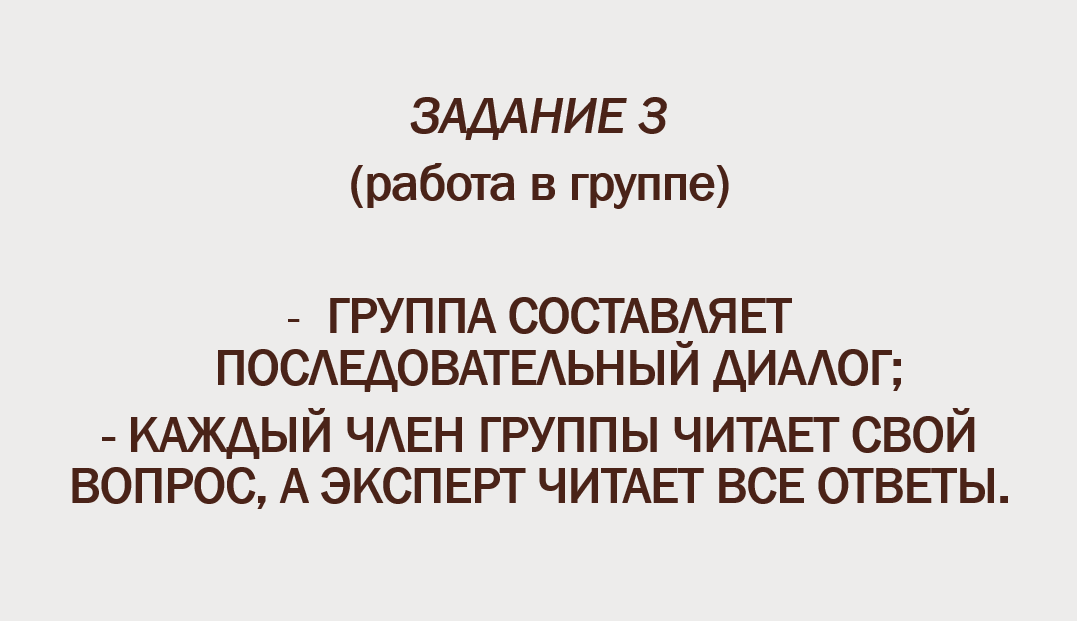 ЗАДАНИЕ 3
(работа в группе)
- ГРУППА СОСТАВЛЯЕТ
ПОСЛЕДОВАТЕЛЬНЫЙ ДИАЛОГ;
- КАЖДЫЙ ЧЛЕН ГРУППЫ ЧИТАЕТ СВОЙ
ВОПРОС, А ЭКСПЕРТ ЧИТАЕТ ВСЕ ОТВЕТЫ.